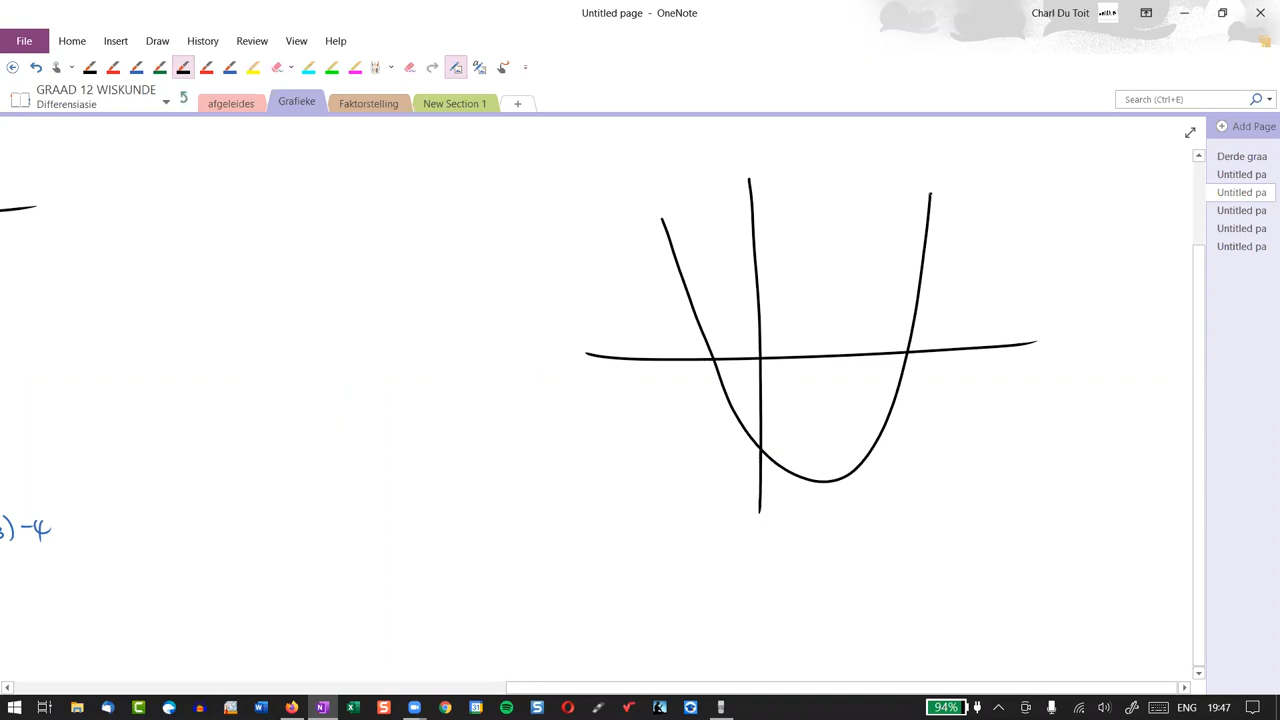 Untitled page - OneNote
Charl Du Toit
File Home Insert Draw History Review View Help
GRAAD 12 WISKUNDE
Differensiasie
afgeleides Grafieke Faktorstelling New Section 1 +
Search (Ctrl+E)
Add Page
Derde graa
Untitled pa
Untitled pa
Untitled pa
Untitled pa
Untitled pa
) -4
94% ENG 19:47